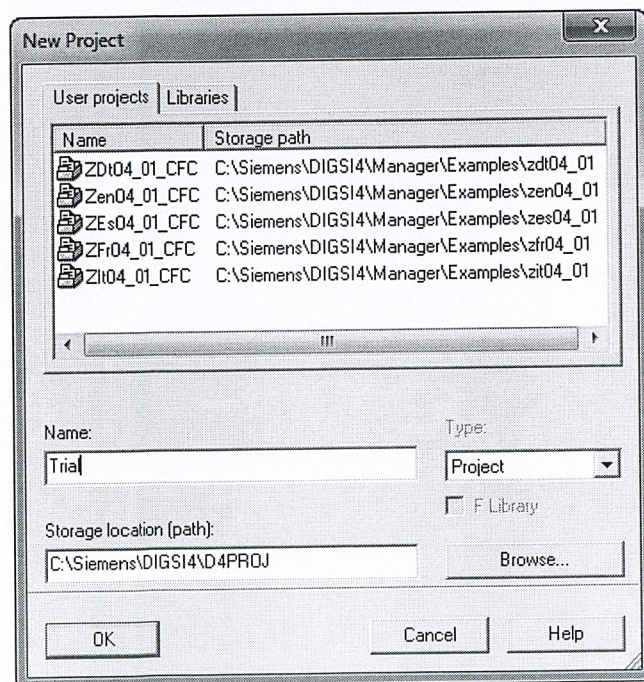 New Project
User projects Libraries
Name Storage path
ZDt04_01_CFC C:\Siemens\DIGSI4\Manager\Examples\zdt04_01
Zen04_01_CFC C:\Siemens\DIGSI4\Manager\Examples\zen04_01
ZEs04_01_CFC C:\Siemens\DIGSI4\Manager\Examples\zes04_01
ZFr04_01_CFC C:\Siemens\DIGSI4\Manager\Examples\zfr04_01
ZIt04_01_CFC C:\Siemens\DIGSI4\Manager\Examples\zit04_01
Name: Type:
Trial Project
F Library
Storage location (path):
C:\Siemens\DIGSI4\D4PROJ Browse...
OK Cancel Help